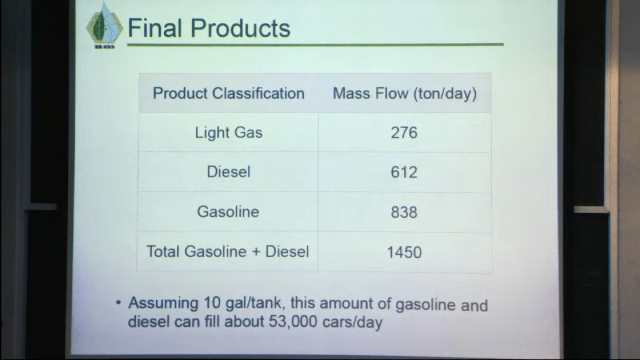 Final Products
Product Classification Mass Flow (ton/day)
Light Gas 276
Diesel 612
Gasoline 838
Total Gasoline + Diesel 1450
• Assuming 10 gal/tank, this amount of gasoline and
diesel can fill about 53,000 cars/day